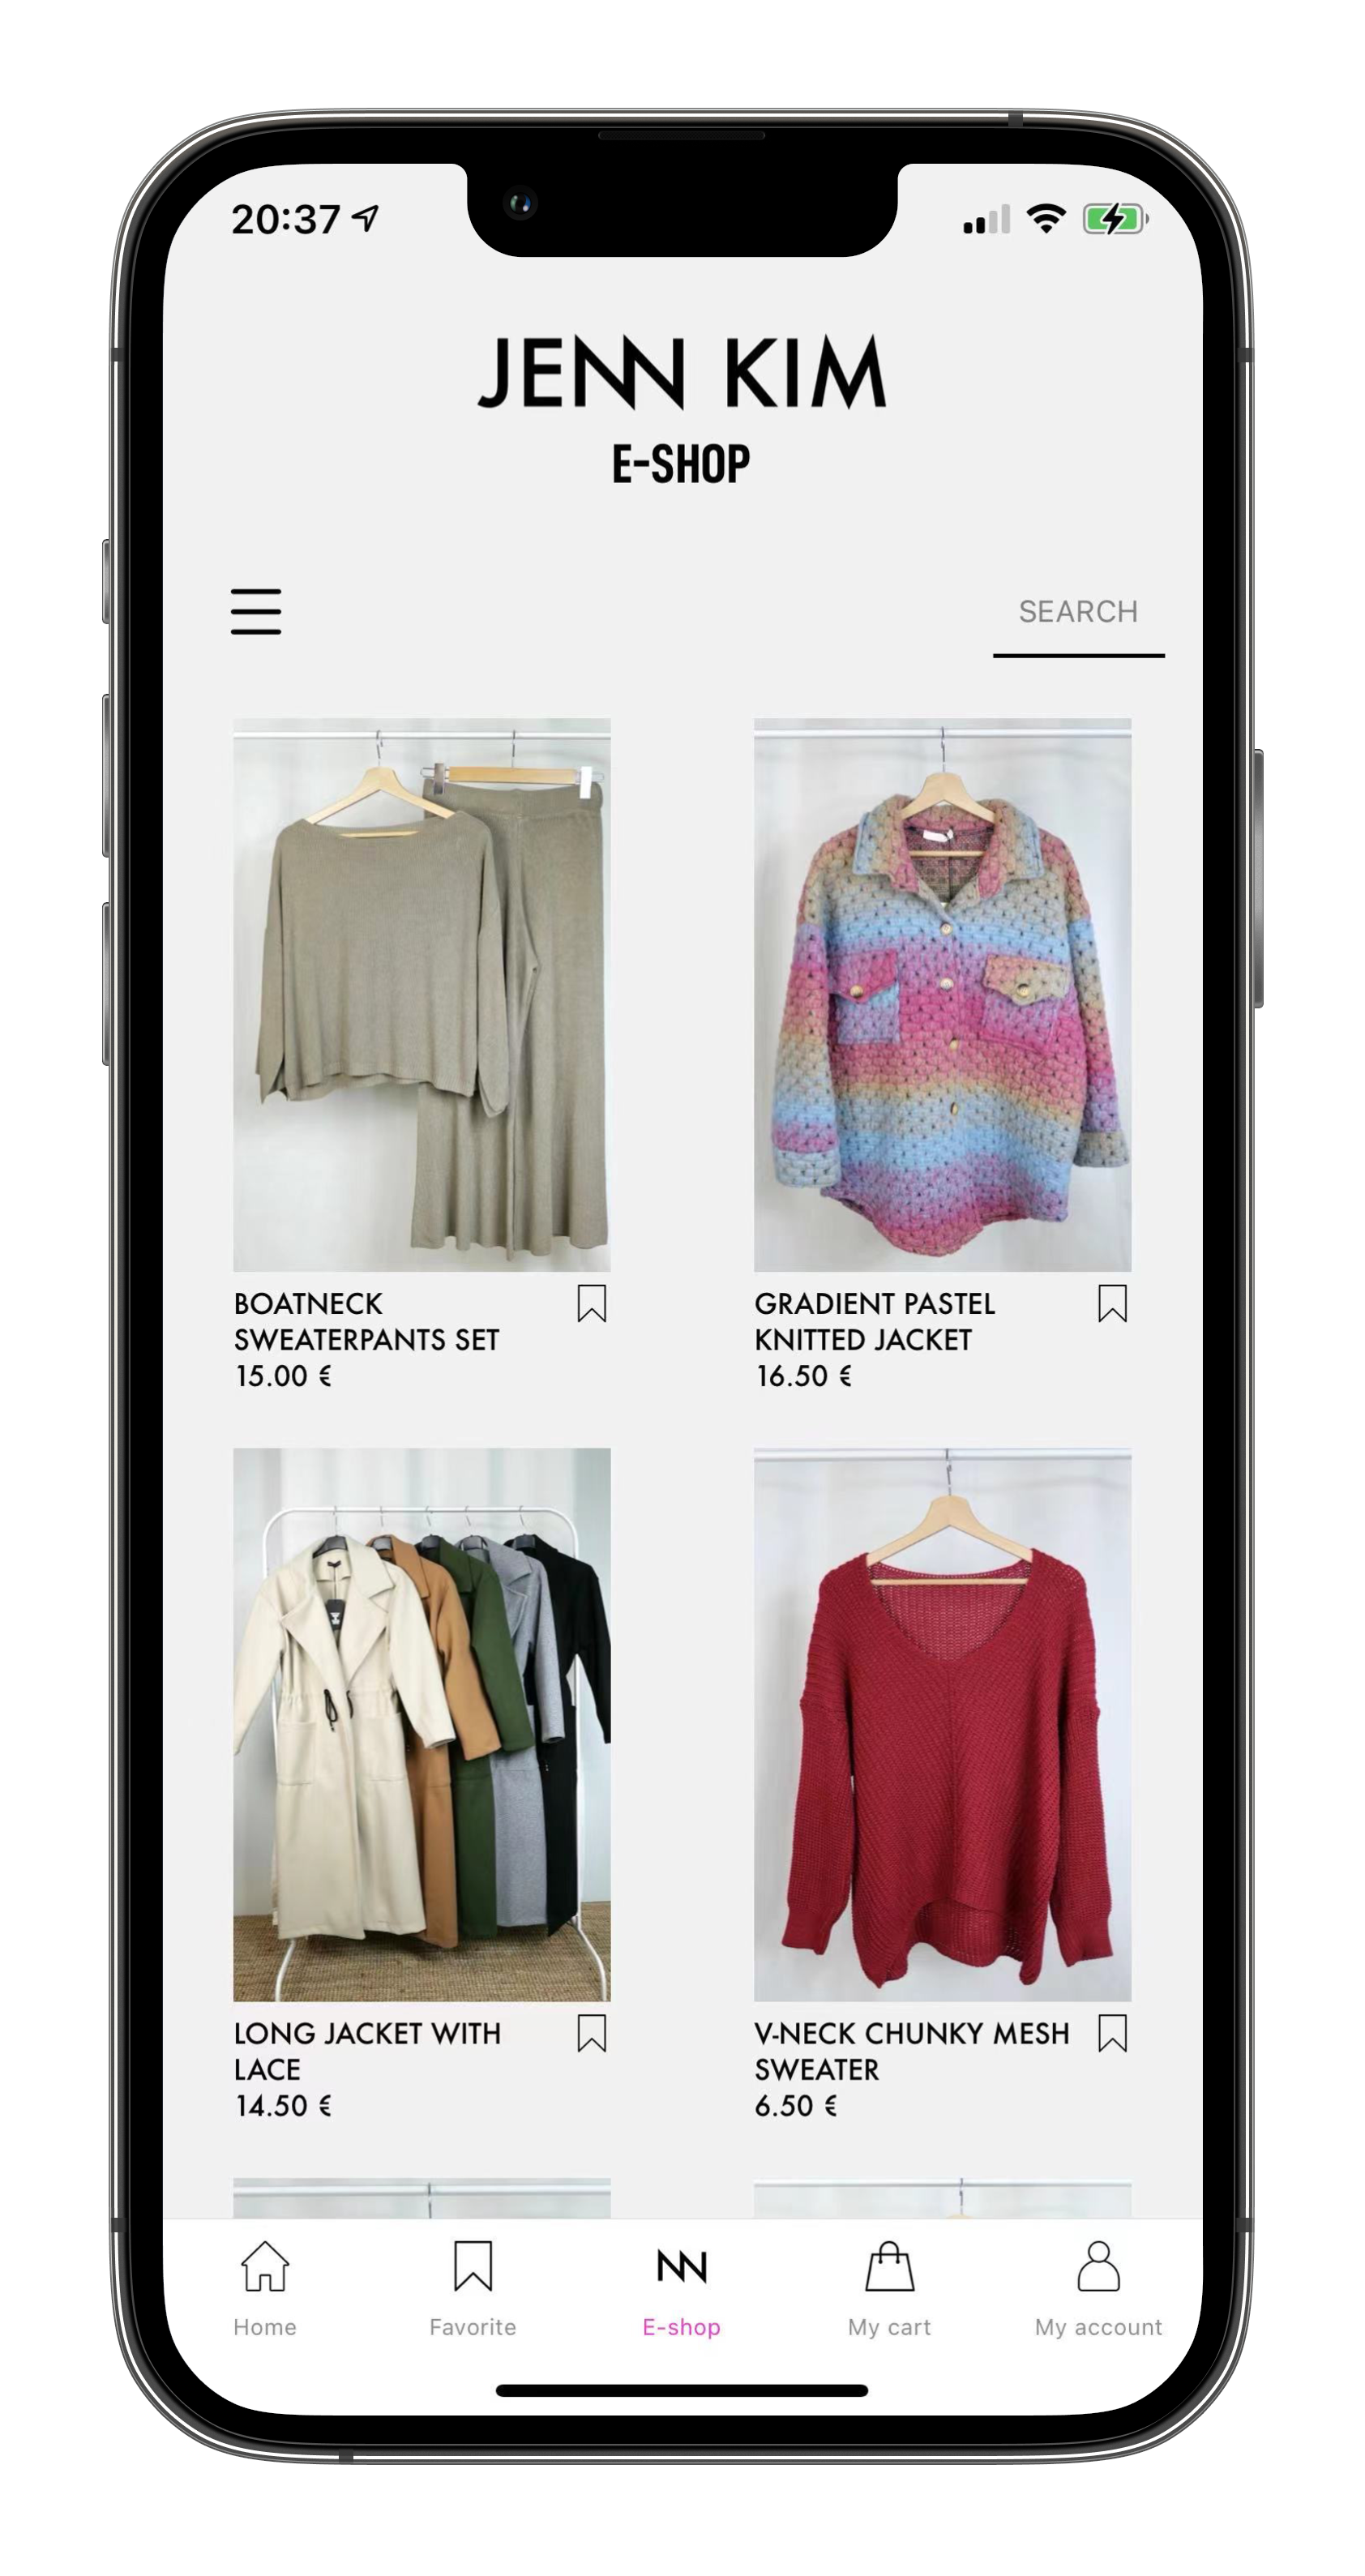 20:37
JENN KIM
E-SHOP
SEARCH
BOATNECK
SWEATERPANTS SET
15.00 €
GRADIENT PASTEL
KNITTED JACKET
16.50 €
LONG JACKET WITH
LACE
14.50 €
V-NECK CHUNKY MESH
SWEATER
6.50 €
Home
Favorite
E-shop
My cart
My account